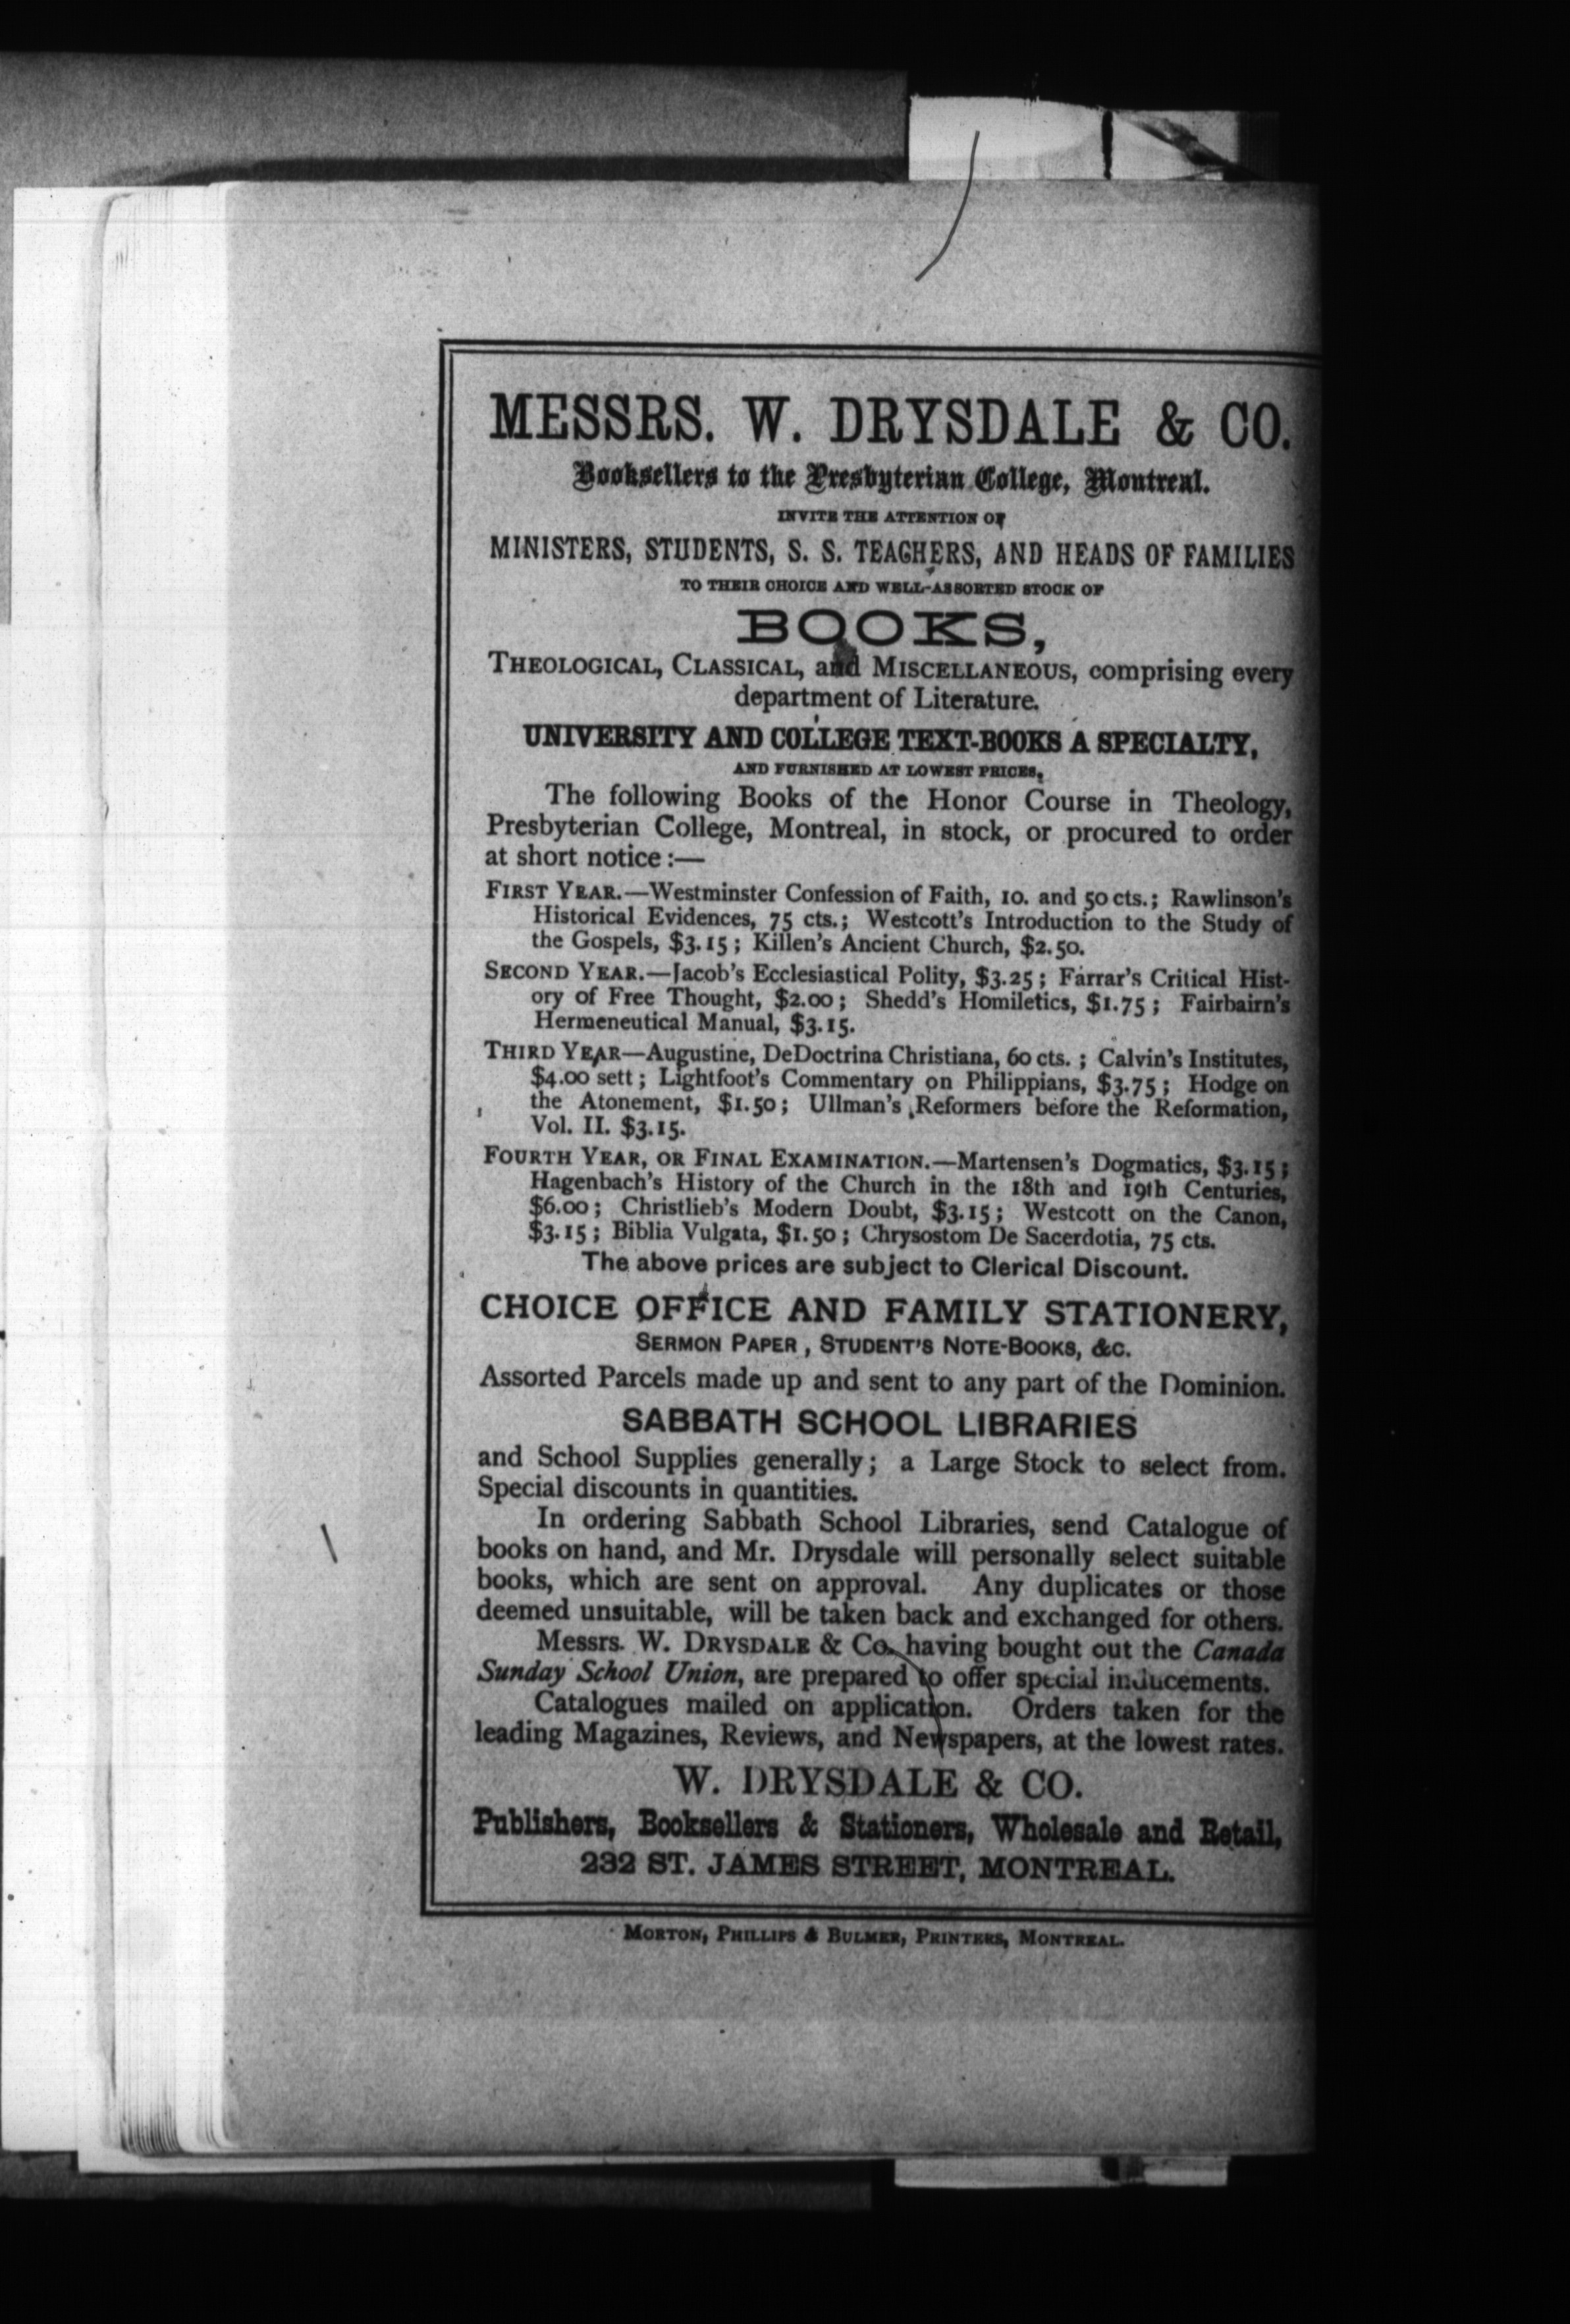 MESSRS. W. DRYSDALE & CO.
Booksellers to the Presbyterian College, Montreal.
INVITE THE ATTENTION OF
MINISTERS, STUDENTS, S. S. TEACHERS, AND HEADS OF FAMILIES
TO THEIR CHOICE AND WELL-ASSORTED STOCK OF
BOOKS,
THEOLOGICAL, CLASSICAL, and MISCELLANEOUS, comprising every
department of Literature.
UNIVERSITY AND COLLEGE TEXT-BOOKS A SPECIALTY,
AND FURNISHED AT LOWEST PRICES,
The following Books of the Honor Course in Theology,
Presbyterian College, Montreal, in stock, or procured to order
at short notice :—
FIRST YEAR.—Westminster Confession of Faith, 10. and 50 cts.; Rawlinson's
Historical Evidences, 75 cts.; Westcott's Introduction to the Study of
the Gospels, $3.15; Killen's Ancient Church, $2.50.
SECOND YEAR.—Jacob's Ecclesiastical Polity, $3.25; Farrar's Critical Hist-
ory of Free Thought, $2.00; Shedd's Homiletics, $1.75; Fairbairn's
Hermeneutical Manual, $3.15.
THIRD YEAR—Augustine, DeDoctrina Christiana, 60 cts. ; Calvin's Institutes,
$4.00 sett; Lightfoot's Commentary on Philippians, $3.75; Hodge on
the Atonement, $1.50; Ullman's Reformers before the Reformation,
Vol. II. $3.15.
FOURTH YEAR, OR FINAL EXAMINATION.—Martensen's Dogmatics, $3.15;
Hagenbach's History of the Church in the 18th and 19th Centuries,
$6.00; Christlieb's Modern Doubt, $3.15; Westcott on the Canon,
$3.15; Biblia Vulgata, $1.50; Chrysostom De Sacerdotia, 75 cts.
The above prices are subject to Clerical Discount.
CHOICE OFFICE AND FAMILY STATIONERY,
SERMON PAPER, STUDENT'S NOTE-BOOKS, &C.
Assorted Parcels made up and sent to any part of the Dominion.
SABBATH SCHOOL LIBRARIES
and School Supplies generally; a Large Stock to select from.
Special discounts in quantities.
In ordering Sabbath School Libraries, send Catalogue of
books on hand, and Mr. Drysdale will personally select suitable
books, which are sent on approval. Any duplicates or those
deemed unsuitable, will be taken back and exchanged for others.
Messrs. W. DRYSDALE & Co. having bought out the Canada
Sunday School Union, are prepared to offer special inducements.
Catalogues mailed on application. Orders taken for the
leading Magazines, Reviews, and Newspapers, at the lowest rates.
W. DRYSDALE & CO.
Publishers, Booksellers & Stationers, Wholesale and Retail,
232 ST. JAMES STREET, MONTREAL.
MORTON, PHILLIPS & BULMER, PRINTERS, MONTREAL.